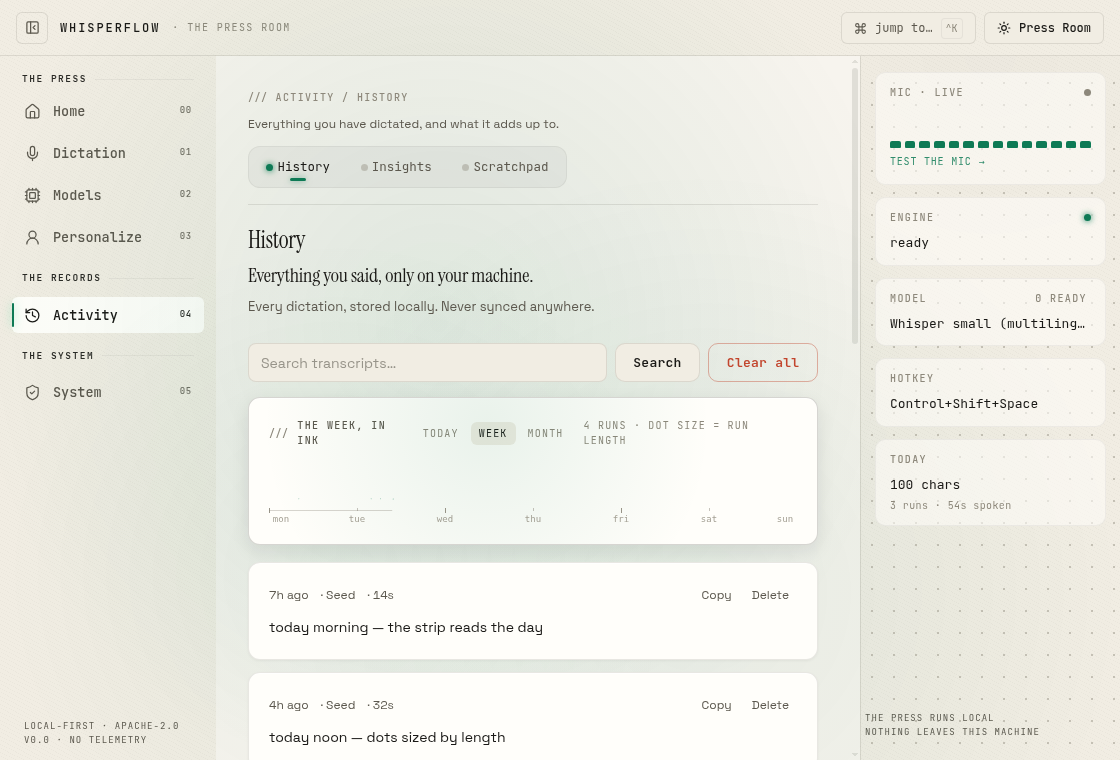 WHISPERFLOW · THE PRESS ROOM
jump to… ^K
Press Room
THE PRESS
Home 00
Dictation 01
Models 02
Personalize 03
THE RECORDS
Activity 04
THE SYSTEM
System 05
LOCAL-FIRST · APACHE-2.0
V0.0 · NO TELEMETRY
/// ACTIVITY / HISTORY
Everything you have dictated, and what it adds up to.
History Insights Scratchpad
History
Everything you said, only on your machine.
Every dictation, stored locally. Never synced anywhere.
Search transcripts… Search Clear all
/// THE WEEK, IN INK
TODAY WEEK MONTH
4 RUNS · DOT SIZE = RUN LENGTH
mon tue wed thu fri sat sun
7h ago · Seed · 14s Copy Delete
today morning — the strip reads the day
4h ago · Seed · 32s Copy Delete
today noon — dots sized by length
MIC · LIVE
TEST THE MIC →
ENGINE
ready
MODEL 0 READY
Whisper small (multiling…
HOTKEY
Control+Shift+Space
TODAY
100 chars
3 runs · 54s spoken
THE PRESS RUNS LOCAL
NOTHING LEAVES THIS MACHINE